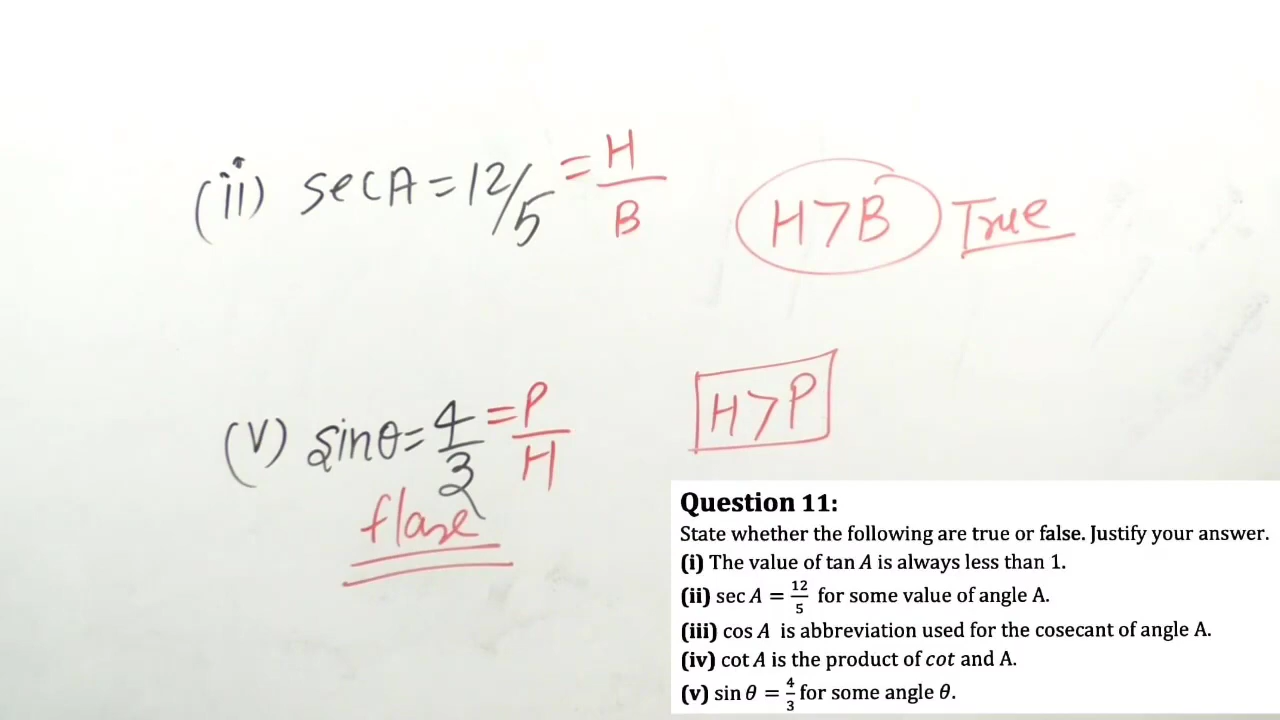 (ii) secA = 12/5 = H/B   H > B True
(V) sinθ = 4/3 = P/H   H > P
flase
Question 11:
State whether the following are true or false. Justify your answer.
(i) The value of tan A is always less than 1.
(ii) sec A = 12/5 for some value of angle A.
(iii) cos A is abbreviation used for the cosecant of angle A.
(iv) cot A is the product of cot and A.
(v) sin θ = 4/3 for some angle θ.